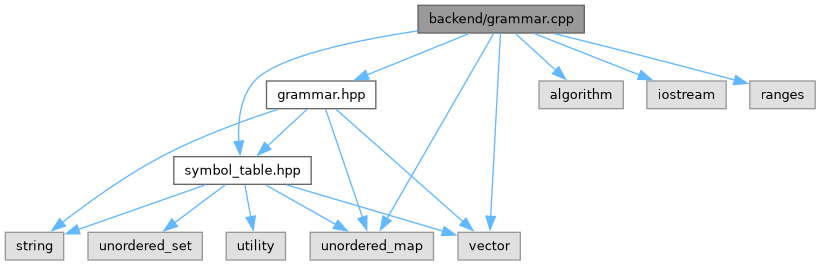 backend/grammar.cpp
grammar.hpp
algorithm
iostream
ranges
symbol_table.hpp
string
unordered_set
utility
unordered_map
vector